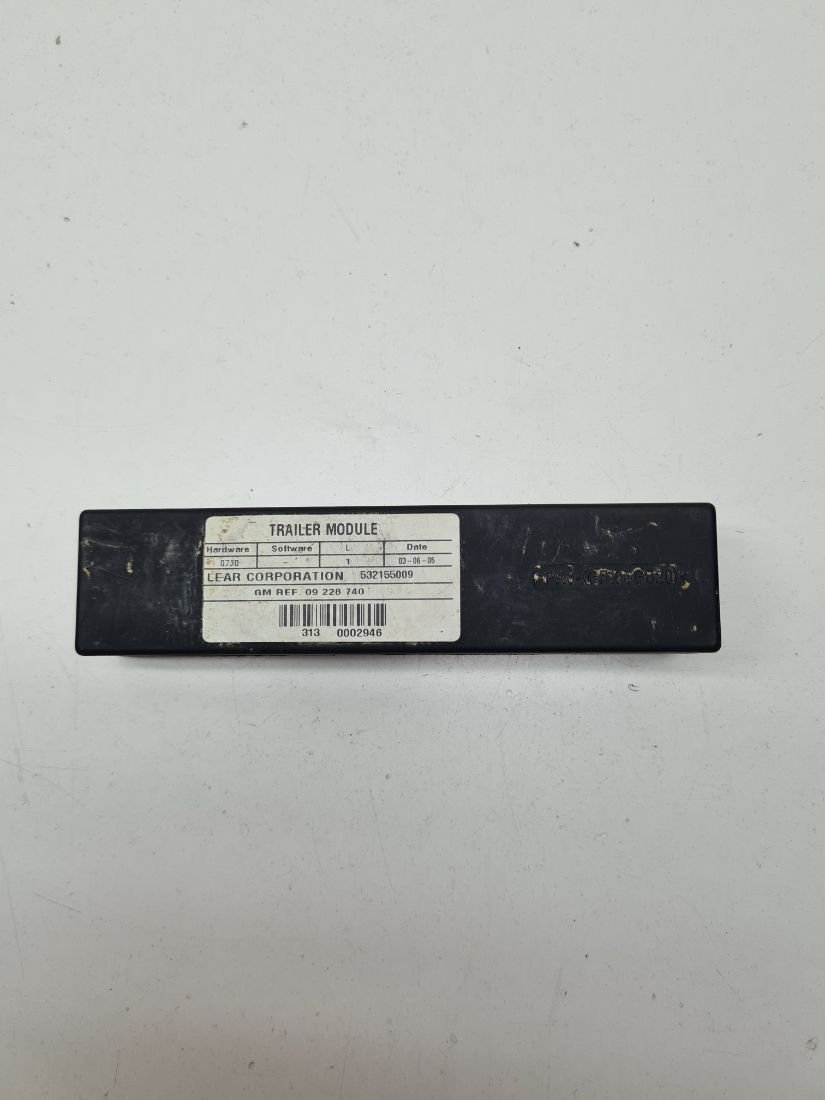 TRAILER MODULE
Hardware Software L Date
0730 - 1 03-06-05
LEAR CORPORATION 532155009
GM REF 09 228 740
313 0002946